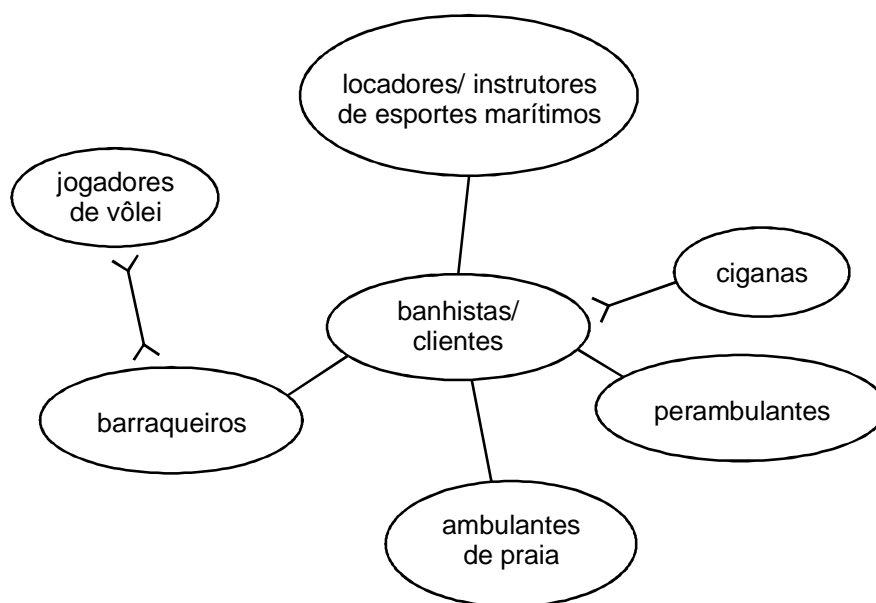 locadores/ instrutores
de esportes marítimos
jogadores
de vôlei
ciganas
banhistas/
clientes
barraqueiros
perambulantes
ambulantes
de praia